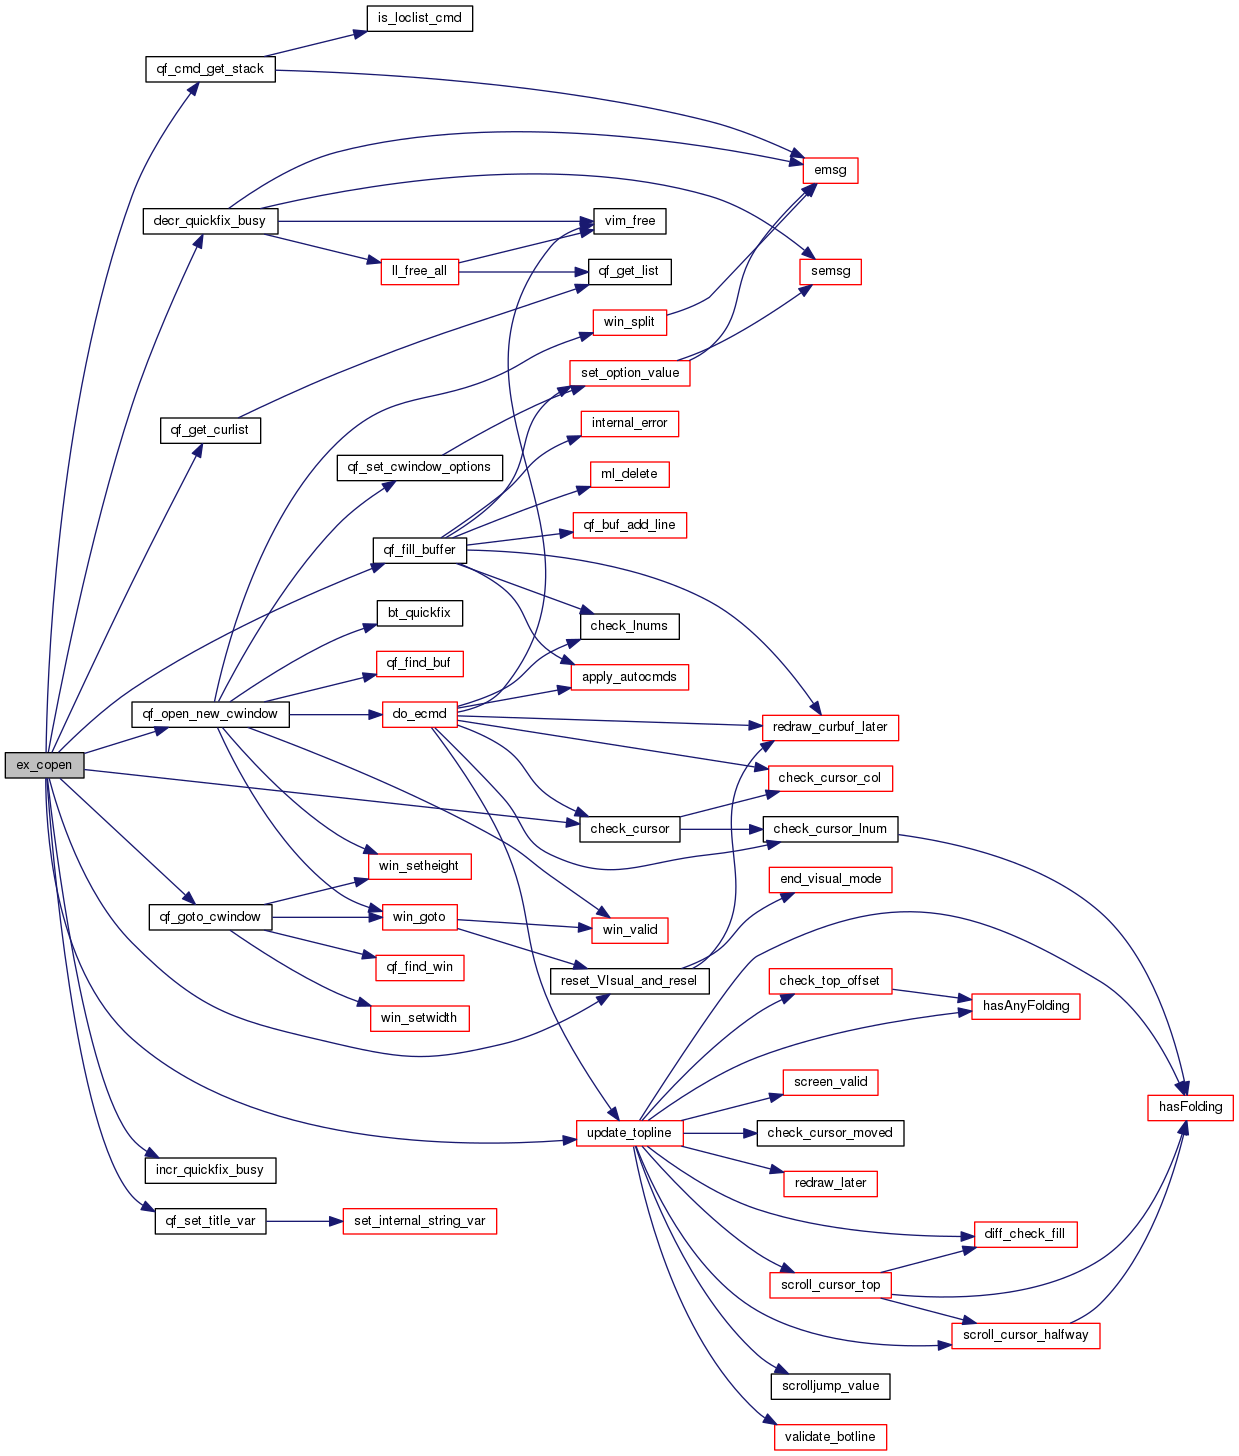 is_loclist_cmd
qf_cmd_get_stack
emsg
decr_quickfix_busy
vim_free
ll_free_all
qf_get_list
semsg
win_split
set_option_value
internal_error
qf_get_curlist
qf_set_cwindow_options
ml_delete
qf_buf_add_line
qf_fill_buffer
bt_quickfix
check_lnums
qf_find_buf
apply_autocmds
qf_open_new_cwindow
do_ecmd
redraw_curbuf_later
ex_copen
check_cursor_col
check_cursor
check_cursor_lnum
win_setheight
end_visual_mode
qf_goto_cwindow
win_goto
win_valid
qf_find_win
reset_VIsual_and_resel
check_top_offset
hasAnyFolding
win_setwidth
screen_valid
hasFolding
update_topline
check_cursor_moved
incr_quickfix_busy
redraw_later
qf_set_title_var
set_internal_string_var
diff_check_fill
scroll_cursor_top
scroll_cursor_halfway
scrolljump_value
validate_botline